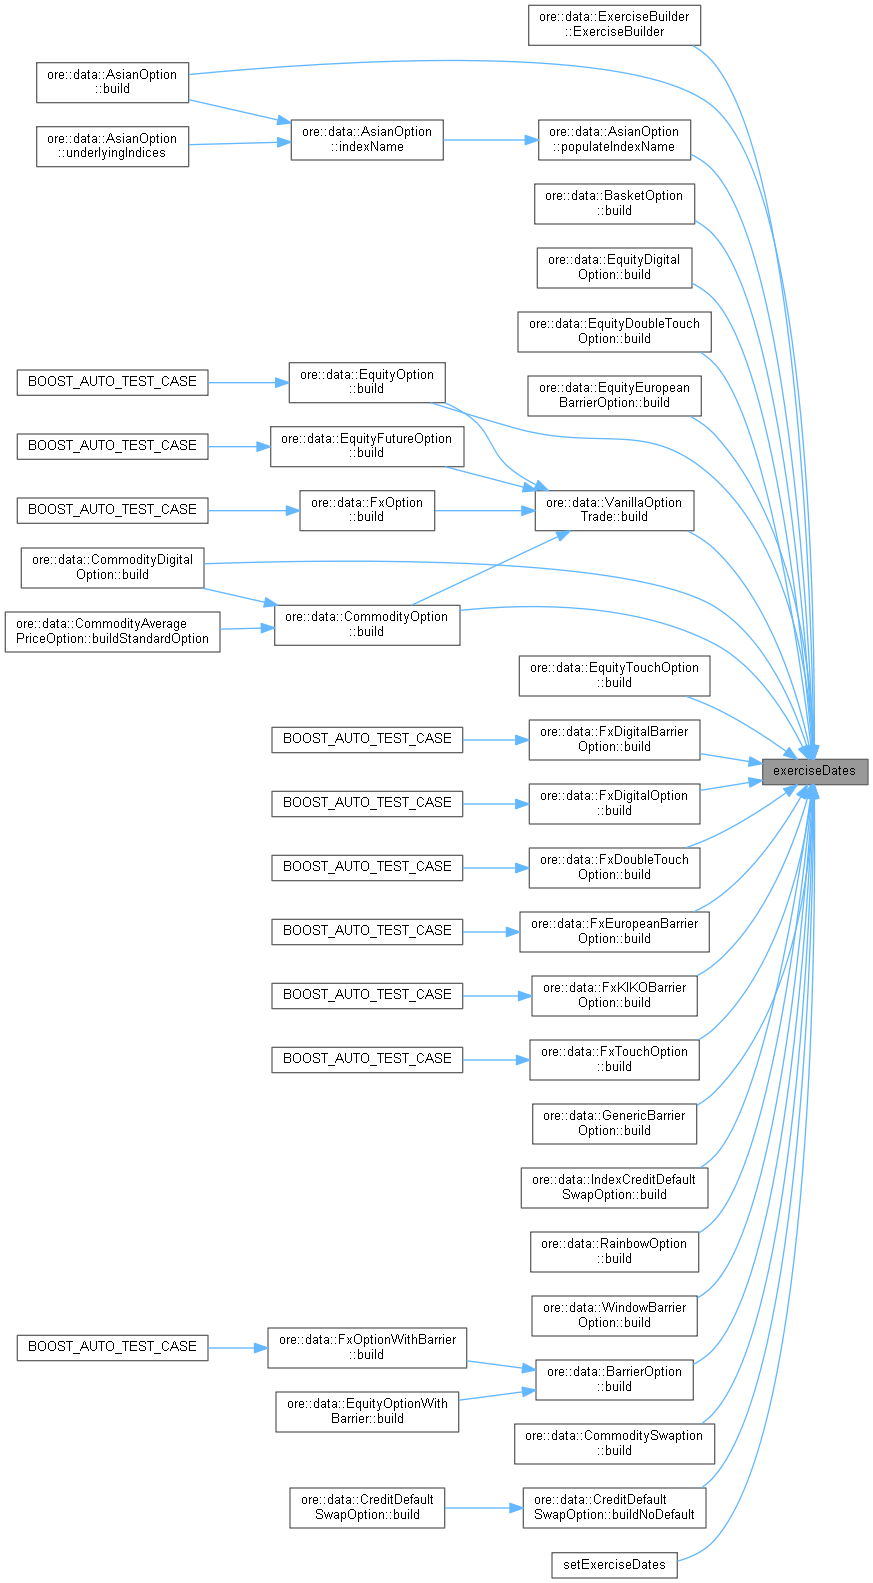 ore::data::ExerciseBuilder
::ExerciseBuilder
ore::data::AsianOption
::build
ore::data::AsianOption
::underlyingIndices
ore::data::AsianOption
::indexName
ore::data::AsianOption
::populateIndexName
ore::data::BasketOption
::build
ore::data::EquityDigital
Option::build
ore::data::EquityDoubleTouch
Option::build
BOOST_AUTO_TEST_CASE
ore::data::EquityOption
::build
ore::data::EquityEuropean
BarrierOption::build
BOOST_AUTO_TEST_CASE
ore::data::EquityFutureOption
::build
BOOST_AUTO_TEST_CASE
ore::data::FxOption
::build
ore::data::VanillaOption
Trade::build
ore::data::CommodityDigital
Option::build
ore::data::CommodityAverage
PriceOption::buildStandardOption
ore::data::CommodityOption
::build
ore::data::EquityTouchOption
::build
BOOST_AUTO_TEST_CASE
ore::data::FxDigitalBarrier
Option::build
exerciseDates
BOOST_AUTO_TEST_CASE
ore::data::FxDigitalOption
::build
BOOST_AUTO_TEST_CASE
ore::data::FxDoubleTouch
Option::build
BOOST_AUTO_TEST_CASE
ore::data::FxEuropeanBarrier
Option::build
BOOST_AUTO_TEST_CASE
ore::data::FxKIKOBarrier
Option::build
BOOST_AUTO_TEST_CASE
ore::data::FxTouchOption
::build
ore::data::GenericBarrier
Option::build
ore::data::IndexCreditDefault
SwapOption::build
ore::data::RainbowOption
::build
ore::data::WindowBarrier
Option::build
BOOST_AUTO_TEST_CASE
ore::data::FxOptionWithBarrier
::build
ore::data::BarrierOption
::build
ore::data::EquityOptionWith
Barrier::build
ore::data::CommoditySwaption
::build
ore::data::CreditDefault
SwapOption::build
ore::data::CreditDefault
SwapOption::buildNoDefault
setExerciseDates